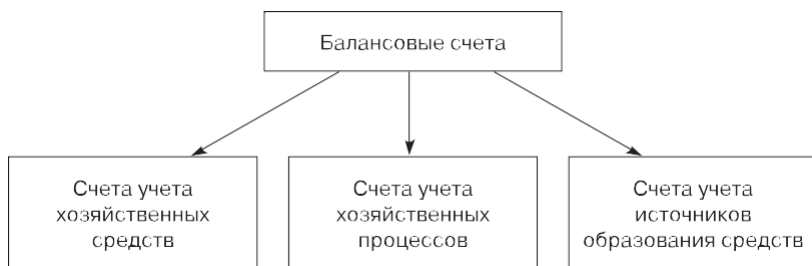 Балансовые счета
Счета учета
хозяйственных
средств
Счета учета
хозяйственных
процессов
Счета учета
источников
образования средств